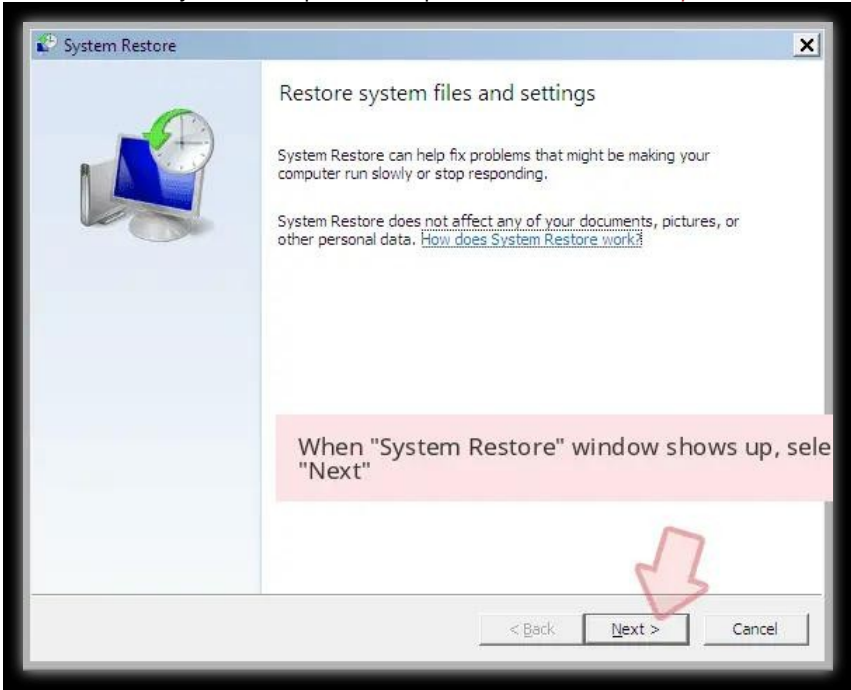 System Restore
Restore system files and settings
System Restore can help fix problems that might be making your
computer run slowly or stop responding.
System Restore does not affect any of your documents, pictures, or
other personal data. How does System Restore work?
When "System Restore" window shows up, sele
"Next"
< Back
Next >
Cancel